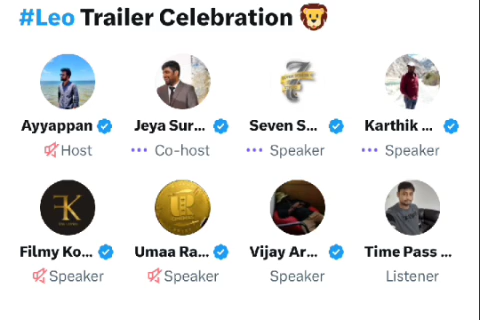 #Leo Trailer Celebration 🦁
Ayyappan Jeya Sur... Seven S... Karthik ...
Host ••• Co-host ••• Speaker ••• Speaker
Filmy Ko... Umaa Ra... Vijay Ar... Time Pass ...
Speaker Speaker Speaker Listener